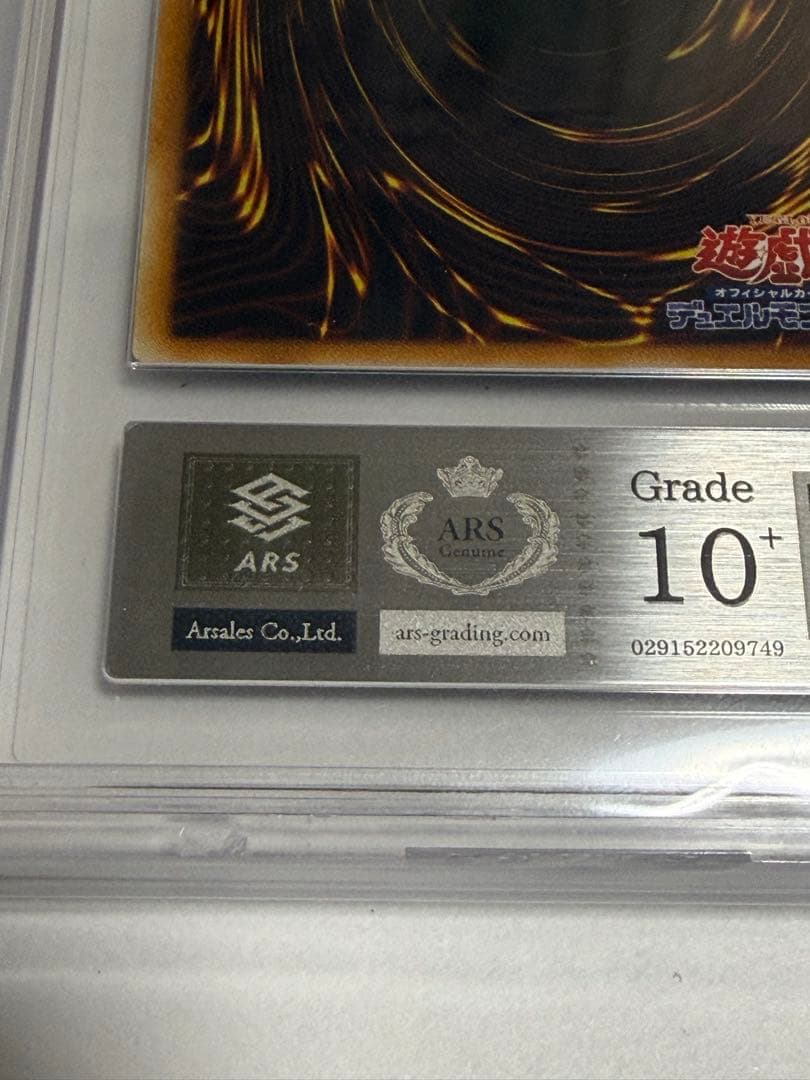 遊戯
オフィシャルカ
デュエルモ
ARS
Arsales Co.,Ltd.
ARS
Genuine
ars-grading.com
Grade
10+
029152209749